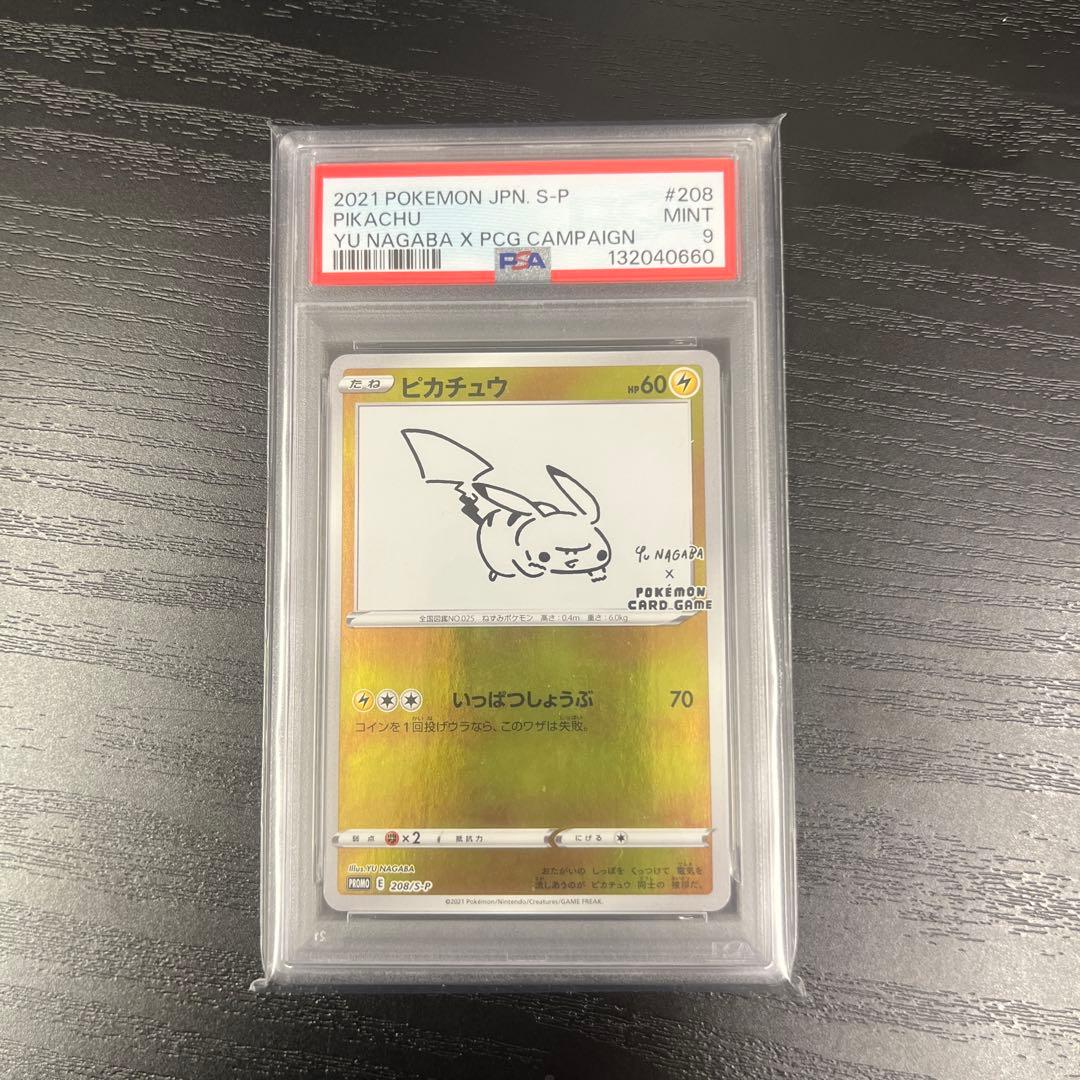 2021 POKEMON JPN. S-P #208
PIKACHU MINT
YU NAGABA X PCG CAMPAIGN 9
PSA 132040660
たね ピカチュウ HP60
Yu NAGABA
×
POKÉMON
CARD GAME
全国図鑑NO.025 ねずみポケモン 高さ:0.4m 重さ:6.0kg
いっぱつしょうぶ 70
コインを1回投げウラなら、このワザは失敗。
弱点 ×2 抵抗力 にげる
Illus.YU NAGABA
PROMO E 208/S-P
おたがいの しっぽを くっつけて 電気を
流しあうのが ピカチュウ 同士の 挨拶だ。
©2021 Pokémon/Nintendo/Creatures/GAME FREAK.